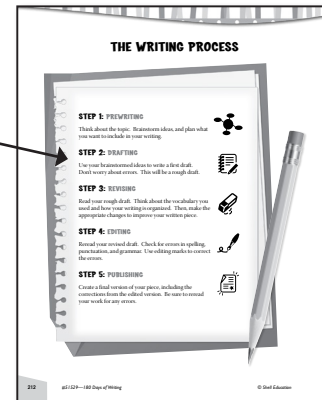 THE WRITING PROCESS
STEP 1: PREWRITING
Think about the topic. Brainstorm ideas, and plan what
you want to include in your writing.
STEP 2: DRAFTING
Use your brainstormed ideas to write a first draft.
Don't worry about errors. This will be a rough draft.
STEP 3: REVISING
Read your rough draft. Think about the vocabulary you
used and how your writing is organized. Then, make the
appropriate changes to improve your written piece.
STEP 4: EDITING
Reread your revised draft. Check for errors in spelling,
punctuation, and grammar. Use editing marks to correct
the errors.
STEP 5: PUBLISHING
Create a final version of your piece, including the
corrections from the edited version. Be sure to reread
your work for any errors.
212 #51529—180 Days of Writing © Shell Education